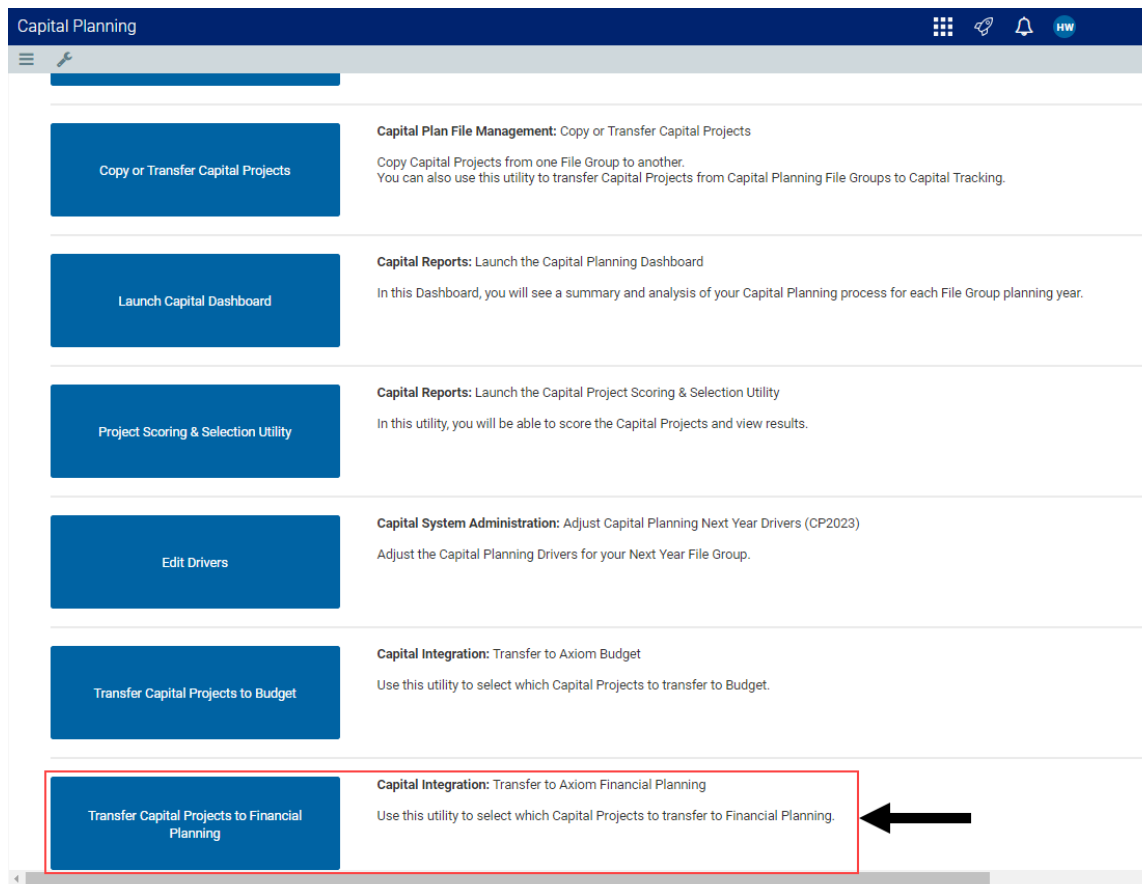 Capital Planning
HW
Capital Plan File Management: Copy or Transfer Capital Projects
Copy or Transfer Capital Projects
Copy Capital Projects from one File Group to another.
You can also use this utility to transfer Capital Projects from Capital Planning File Groups to Capital Tracking.
Capital Reports: Launch the Capital Planning Dashboard
Launch Capital Dashboard
In this Dashboard, you will see a summary and analysis of your Capital Planning process for each File Group planning year.
Capital Reports: Launch the Capital Project Scoring & Selection Utility
Project Scoring & Selection Utility
In this utility, you will be able to score the Capital Projects and view results.
Capital System Administration: Adjust Capital Planning Next Year Drivers (CP2023)
Edit Drivers
Adjust the Capital Planning Drivers for your Next Year File Group.
Capital Integration: Transfer to Axiom Budget
Transfer Capital Projects to Budget
Use this utility to select which Capital Projects to transfer to Budget.
Capital Integration: Transfer to Axiom Financial Planning
Transfer Capital Projects to Financial
Planning
Use this utility to select which Capital Projects to transfer to Financial Planning.